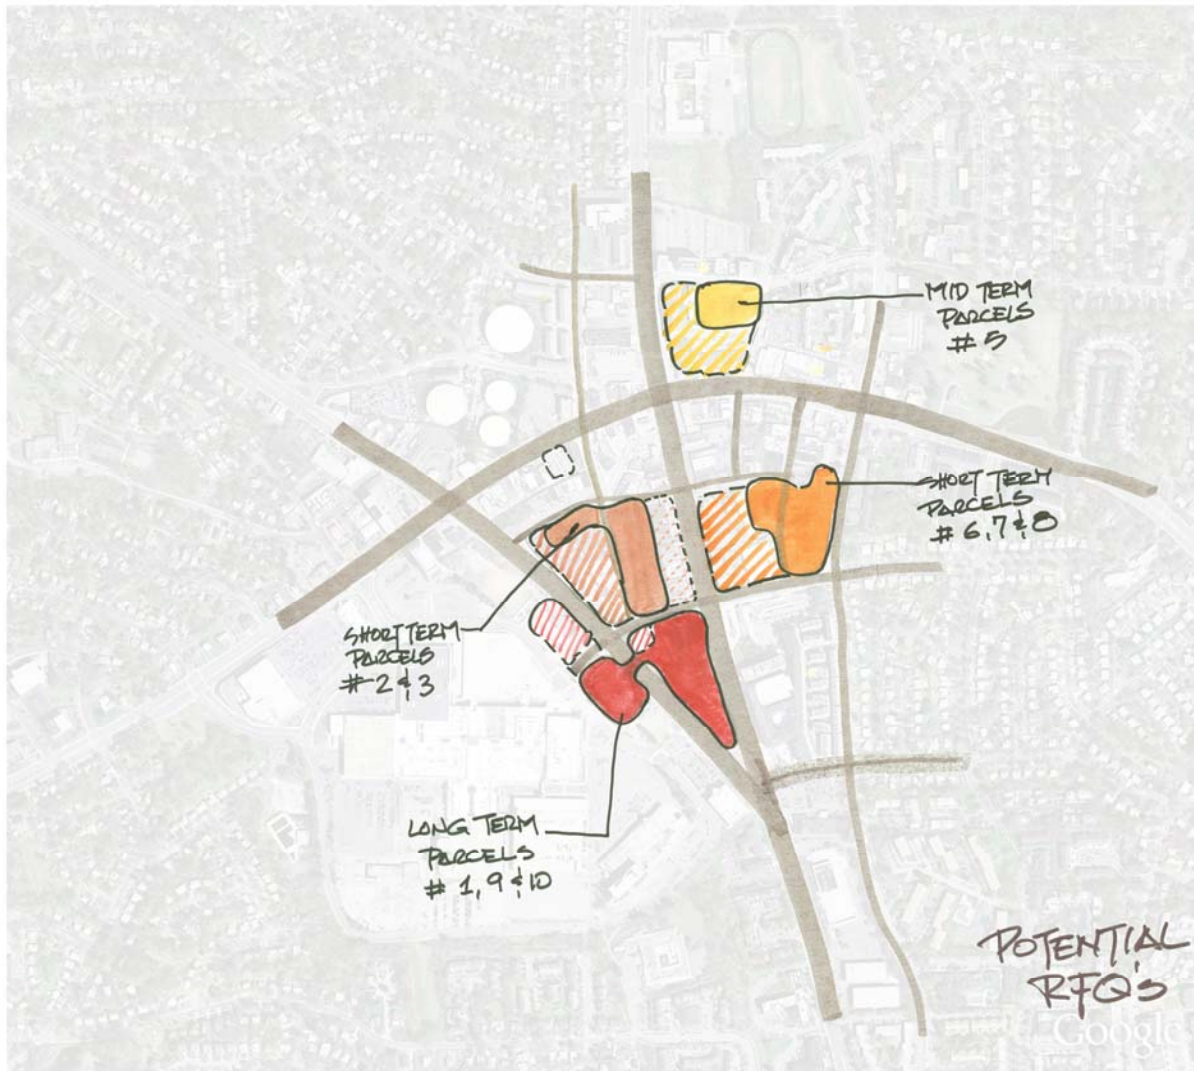 MID TERM
PARCELS
# 5
SHORT TERM
PARCELS
# 6, 7 & 8
SHORT TERM
PARCELS
# 2 & 3
LONG TERM
PARCELS
# 1, 9 & 10
POTENTIAL
RFQ's
Google